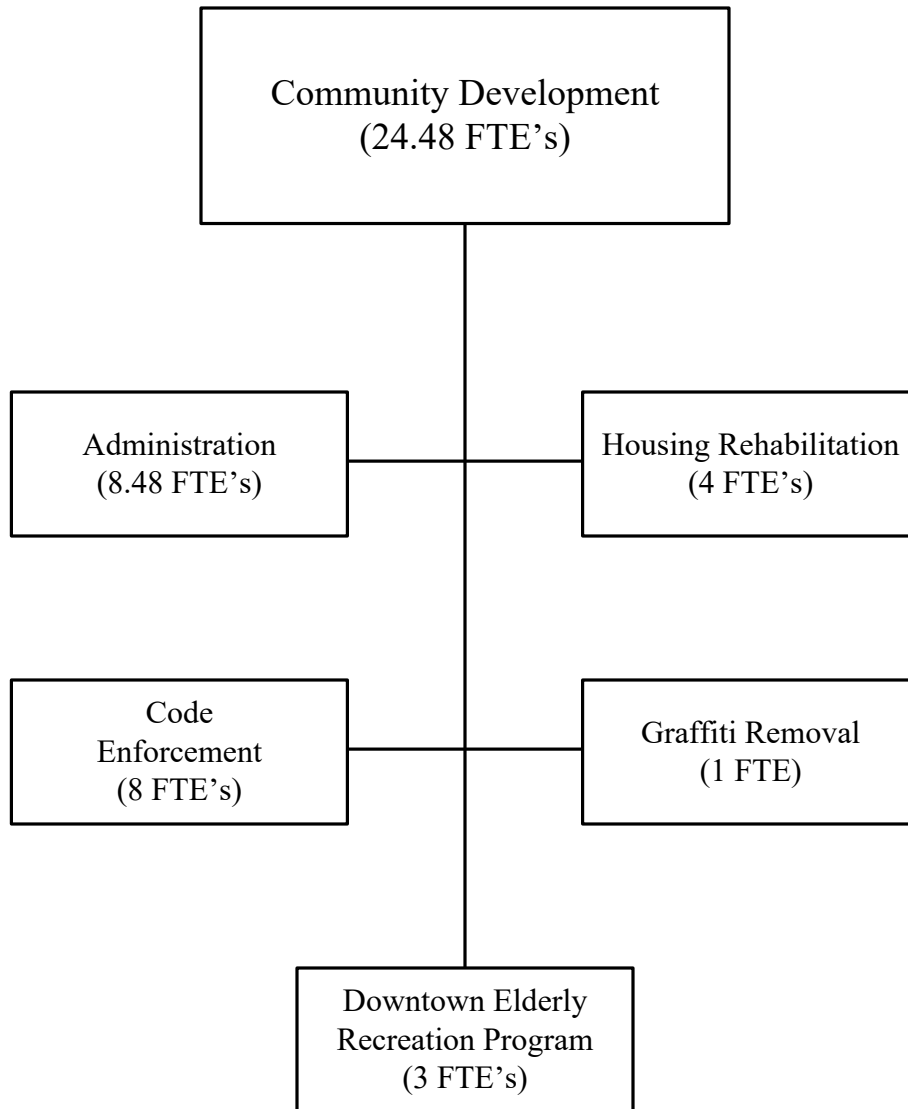 Community Development
(24.48 FTE’s)
Administration
(8.48 FTE’s)
Housing Rehabilitation
(4 FTE’s)
Code
Enforcement
(8 FTE’s)
Graffiti Removal
(1 FTE)
Downtown Elderly
Recreation Program
(3 FTE’s)